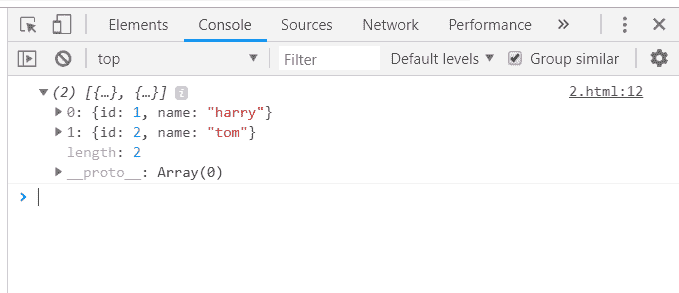 Elements Console Sources Network Performance »
top Filter Default levels ▼ Group similar
▼(2) [{…}, {…}] i 2.html:12
▶0: {id: 1, name: "harry"}
▶1: {id: 2, name: "tom"}
length: 2
▶__proto__: Array(0)
>